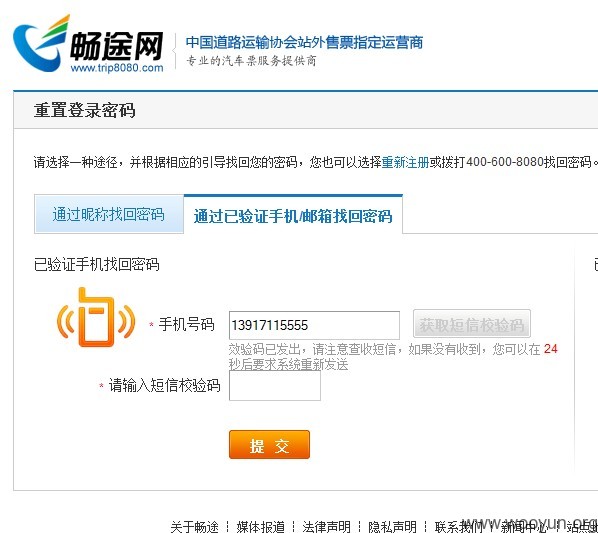 畅途网
www.trip8080.com
中国道路运输协会站外售票指定运营商
专业的汽车票服务提供商
重置登录密码
请选择一种途径，并根据相应的引导找回您的密码，您也可以选择重新注册或拨打400-600-8080找回密码。
通过昵称找回密码
通过已验证手机/邮箱找回密码
已验证手机找回密码
* 手机号码
13917115555
获取短信校验码
效验码已发出，请注意查收短信，如果没有收到，您可以在 24
秒后要求系统重新发送
* 请输入短信校验码
提 交
关于畅途 ┆ 媒体报道 ┆ 法律声明 ┆ 隐私声明 ┆ 联系我们 ┆ 新闻中心 ┆ 站点
www.wooyun.org